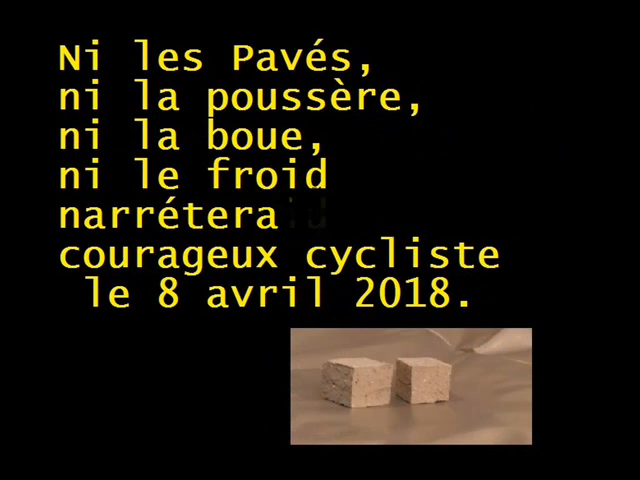 Ni les Pavés,
ni la poussère,
ni la boue,
ni le froid
narrétera
courageux cycliste
le 8 avril 2018.